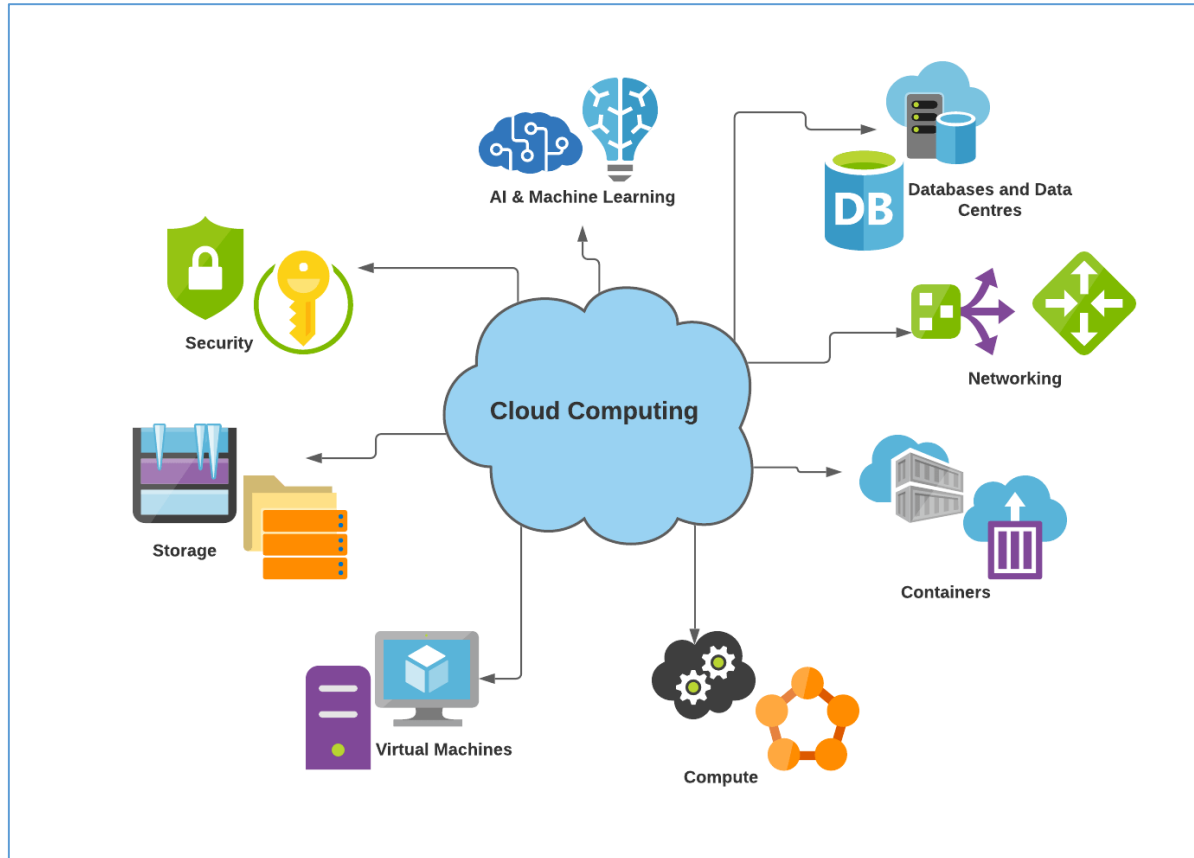 AI & Machine Learning
DB
Databases and Data
Centres
Security
Networking
Cloud Computing
Storage
Containers
Virtual Machines
Compute